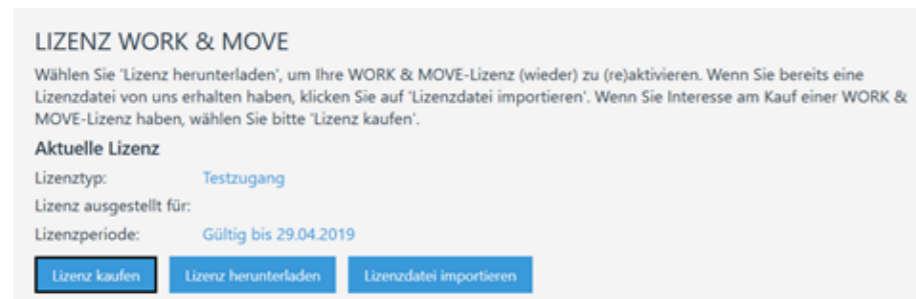 LIZENZ WORK & MOVE
Wählen Sie 'Lizenz herunterladen', um Ihre WORK & MOVE-Lizenz (wieder) zu (re)aktivieren. Wenn Sie bereits eine
Lizenzdatei von uns erhalten haben, klicken Sie auf 'Lizenzdatei importieren'. Wenn Sie Interesse am Kauf einer WORK &
MOVE-Lizenz haben, wählen Sie bitte 'Lizenz kaufen'.
Aktuelle Lizenz
Lizenztyp: Testzugang
Lizenz ausgestellt für:
Lizenzperiode: Gültig bis 29.04.2019
Lizenz kaufen Lizenz herunterladen Lizenzdatei importieren